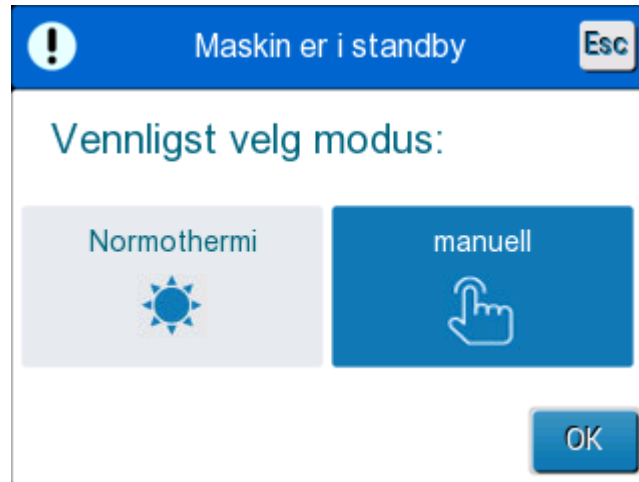 Maskin er i standby
Esc
Vennligst velg modus:
Normothermi
manuell
OK